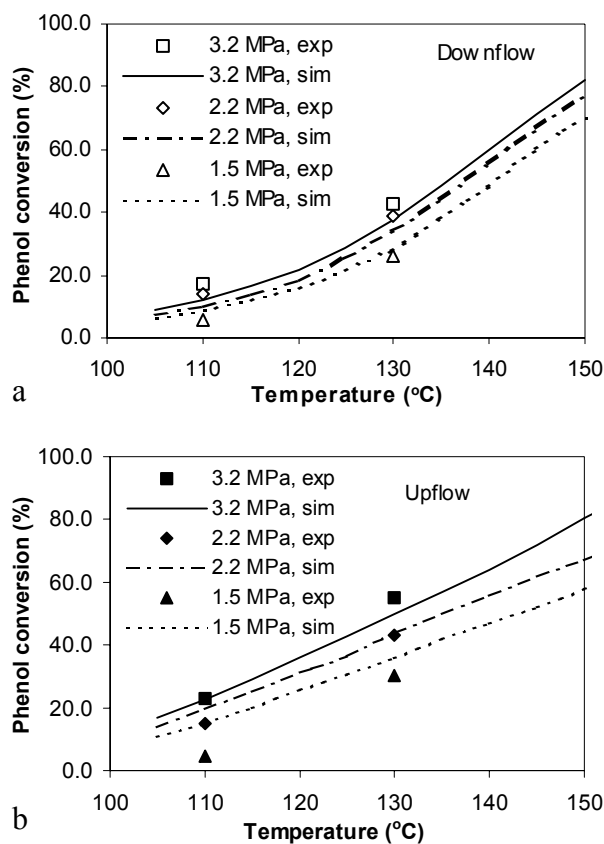 100.0
80.0
60.0
40.0
20.0
0.0
Phenol conversion (%)
3.2 MPa, exp
3.2 MPa, sim
2.2 MPa, exp
2.2 MPa, sim
1.5 MPa, exp
1.5 MPa, sim
Downflow
100 110 120 130 140 150
Temperature (°C)
a
100.0
80.0
60.0
40.0
20.0
0.0
Phenol conversion (%)
3.2 MPa, exp
3.2 MPa, sim
2.2 MPa, exp
2.2 MPa, sim
1.5 MPa, exp
1.5 MPa, sim
Upflow
100 110 120 130 140 150
Temperature (°C)
b